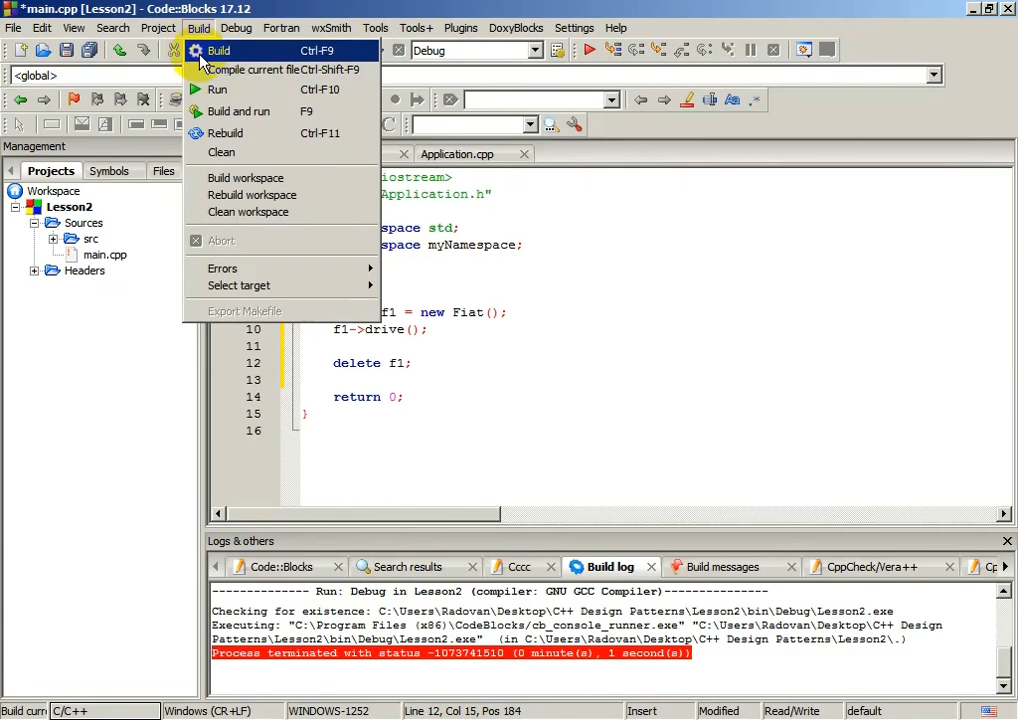 *main.cpp [Lesson2] - Code::Blocks 17.12
File Edit View Search Project Build Debug Fortran wxSmith Tools Tools+ Plugins DoxyBlocks Settings Help
Build Ctrl-F9
Debug
<global>
Compile current file Ctrl-Shift-F9
Run Ctrl-F10
Build and run F9
Rebuild Ctrl-F11
Clean
Build workspace
Rebuild workspace
Clean workspace
Abort
Errors
Select target
Export Makefile
Management
Projects Symbols Files
Workspace
Lesson2
Sources
src
main.cpp
Headers
Application.cpp
iostream>
Application.h"
space std;
space myNamespace;
f1 = new Fiat();
10 f1->drive();
11
12 delete f1;
13
14 return 0;
15 }
16
Logs & others
Code::Blocks Search results Cccc Build log Build messages CppCheck/Vera++ Cp
-------------- Run: Debug in Lesson2 (compiler: GNU GCC Compiler)---------------
Checking for existence: C:\Users\Radovan\Desktop\C++ Design Patterns\Lesson2\bin\Debug\Lesson2.exe
Executing: "C:\Program Files (x86)\CodeBlocks/cb_console_runner.exe" "C:\Users\Radovan\Desktop\C++ Design
Patterns\Lesson2\bin\Debug\Lesson2.exe"  (in C:\Users\Radovan\Desktop\C++ Design Patterns\Lesson2\.)
Process terminated with status -1073741510 (0 minute(s), 1 second(s))
Build curr C/C++ Windows (CR+LF) WINDOWS-1252 Line 12, Col 15, Pos 184 Insert Modified Read/Write default